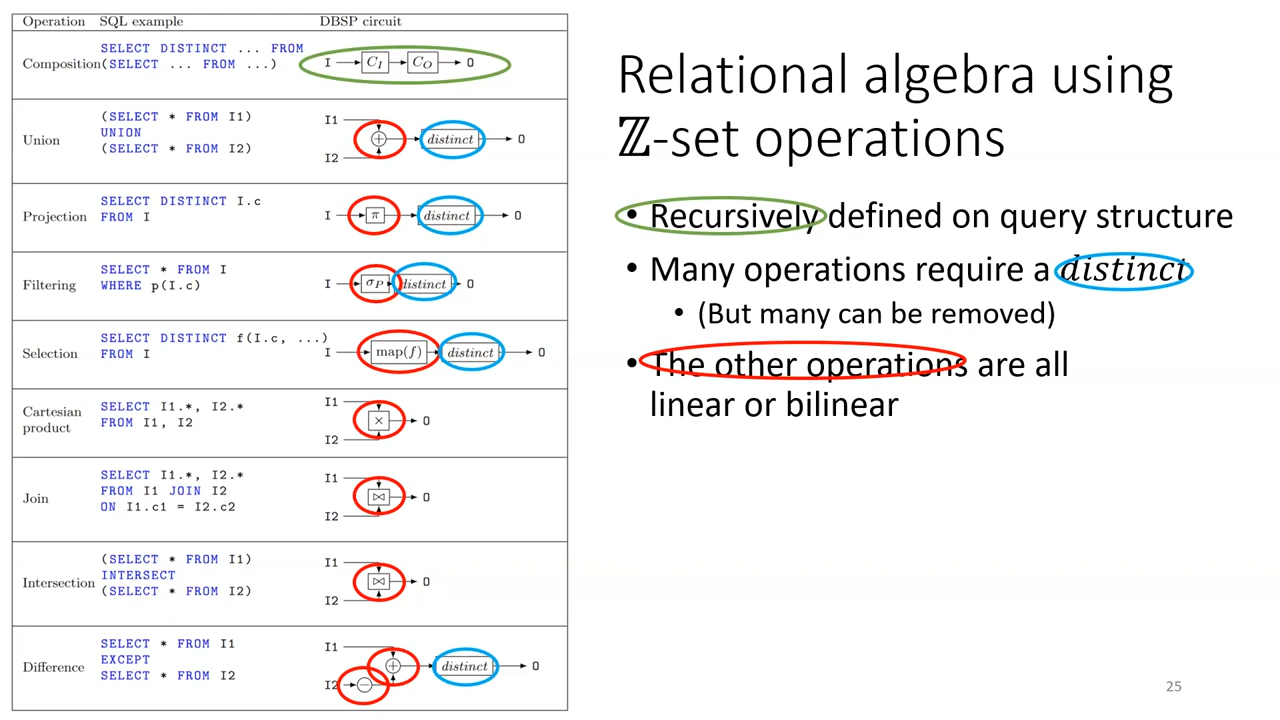 Operation SQL example DBSP circuit
SELECT DISTINCT ... FROM
Composition (SELECT ... FROM ...) I C_I C_O O
(SELECT * FROM I1) I1
Union UNION + distinct O
(SELECT * FROM I2) I2
SELECT DISTINCT I.c
Projection FROM I I π distinct O
SELECT * FROM I
Filtering WHERE p(I.c) I σ_P distinct O
SELECT DISTINCT f(I.c, ...)
Selection FROM I I map(f) distinct O
Cartesian SELECT I1.*, I2.* I1
product FROM I1, I2 × O
I2
SELECT I1.*, I2.* I1
Join FROM I1 JOIN I2 ⋈ O
ON I1.c1 = I2.c2 I2
(SELECT * FROM I1) I1
Intersection INTERSECT ⋈ O
(SELECT * FROM I2) I2
SELECT * FROM I1 I1
Difference EXCEPT + distinct O
SELECT * FROM I2 I2 −
Relational algebra using
ℤ-set operations
• Recursively defined on query structure
• Many operations require a distinct
• (But many can be removed)
• The other operations are all
linear or bilinear
25